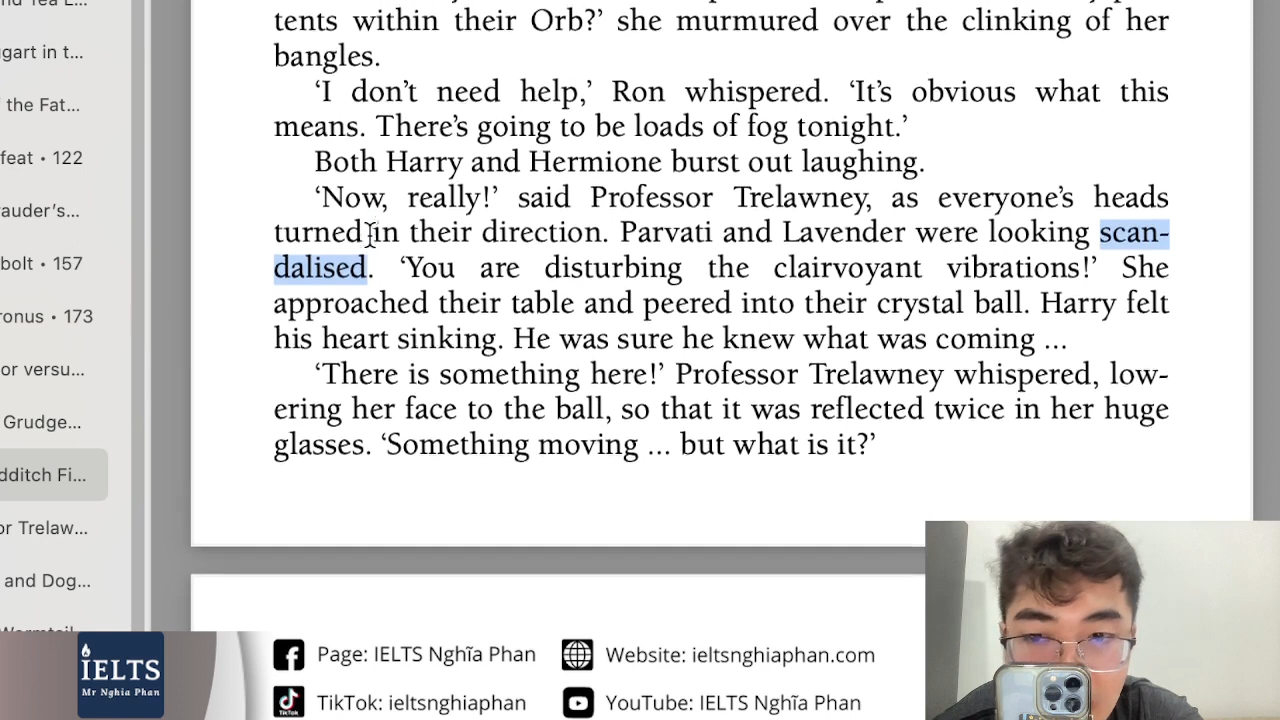 tents within their Orb?' she murmured over the clinking of her
bangles.
'I don't need help,' Ron whispered. 'It's obvious what this
means. There's going to be loads of fog tonight.'
Both Harry and Hermione burst out laughing.
'Now, really!' said Professor Trelawney, as everyone's heads
turned in their direction. Parvati and Lavender were looking scan-
dalised. 'You are disturbing the clairvoyant vibrations!' She
approached their table and peered into their crystal ball. Harry felt
his heart sinking. He was sure he knew what was coming ...
'There is something here!' Professor Trelawney whispered, low-
ering her face to the ball, so that it was reflected twice in her huge
glasses. 'Something moving ... but what is it?'
ggart in t...
the Fat...
feat • 122
rauder's...
bolt • 157
ronus • 173
or versu...
Grudge...
dditch Fi...
or Trelaw...
and Dog...
IELTS
Mr Nghia Phan
Page: IELTS Nghĩa Phan
Website: ieltsnghiaphan.com
TikTok: ieltsnghiaphan
YouTube: IELTS Nghĩa Phan